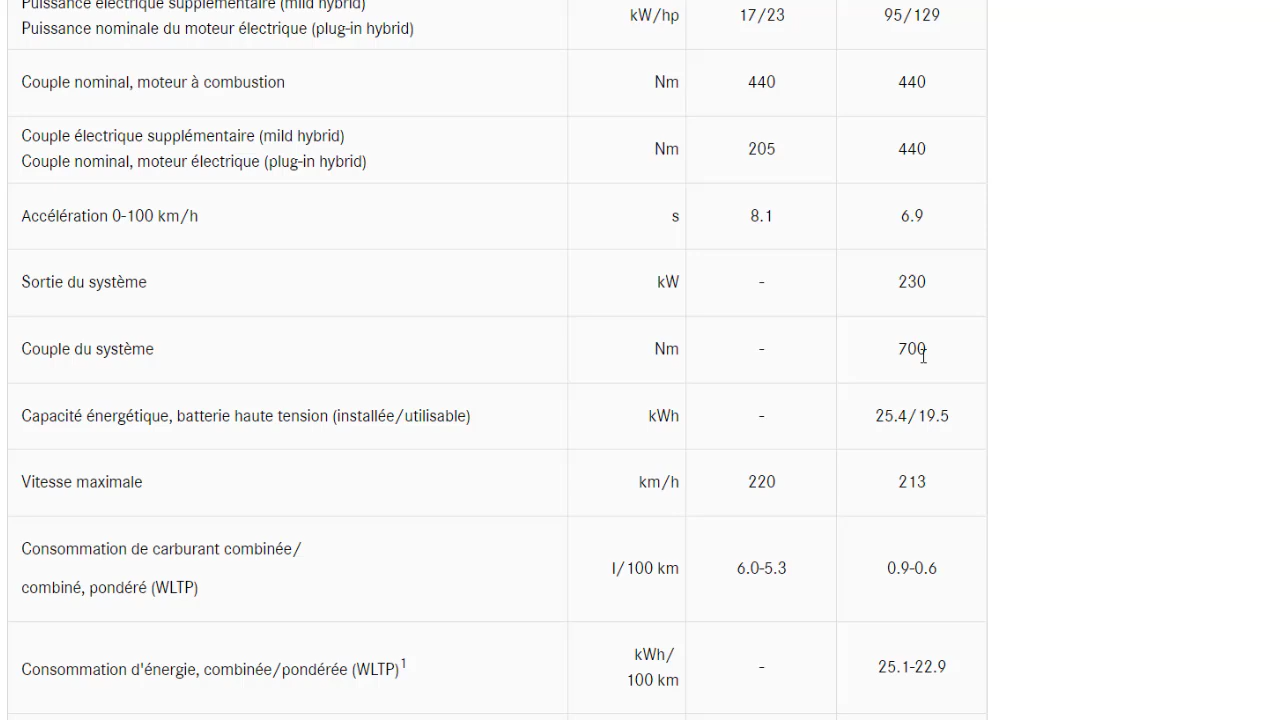 Puissance électrique supplémentaire (mild hybrid)
Puissance nominale du moteur électrique (plug-in hybrid) kW/hp 17/23 95/129
Couple nominal, moteur à combustion Nm 440 440
Couple électrique supplémentaire (mild hybrid)
Couple nominal, moteur électrique (plug-in hybrid) Nm 205 440
Accélération 0-100 km/h s 8.1 6.9
Sortie du système kW - 230
Couple du système Nm - 700
Capacité énergétique, batterie haute tension (installée/utilisable) kWh - 25.4/19.5
Vitesse maximale km/h 220 213
Consommation de carburant combinée/
combiné, pondéré (WLTP) l/100 km 6.0-5.3 0.9-0.6
Consommation d'énergie, combinée/pondérée (WLTP)1 kWh/
100 km - 25.1-22.9